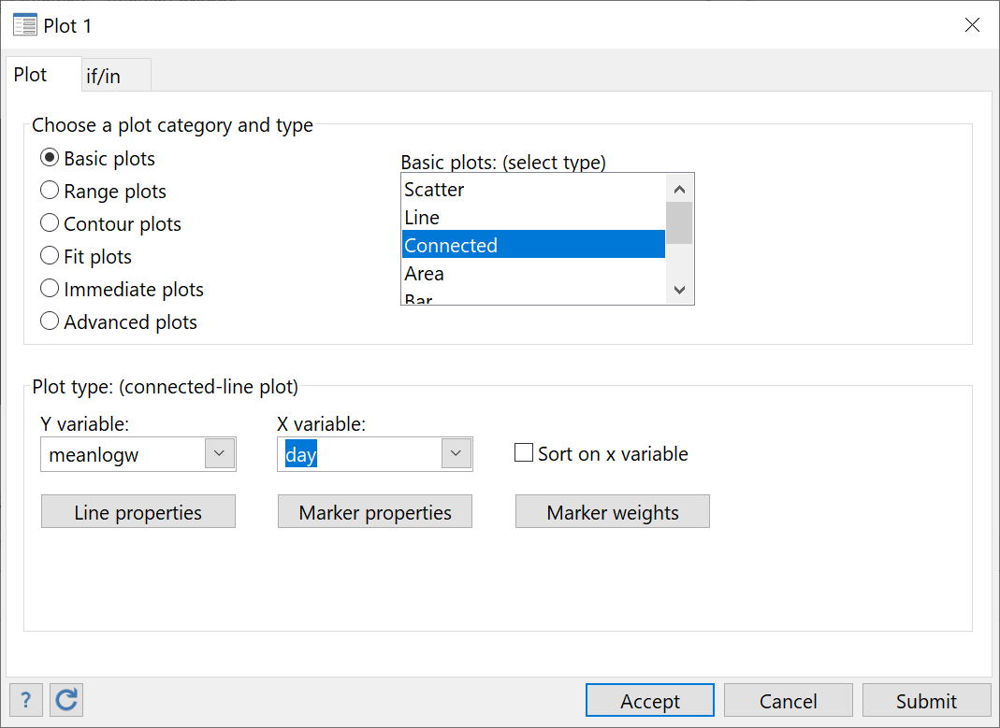 Plot 1
Plot
if/in
Choose a plot category and type
Basic plots
Range plots
Contour plots
Fit plots
Immediate plots
Advanced plots
Basic plots: (select type)
Scatter
Line
Connected
Area
Bar
Plot type: (connected-line plot)
Y variable:
X variable:
meanlogw
day
Sort on x variable
Line properties
Marker properties
Marker weights
?
Accept
Cancel
Submit